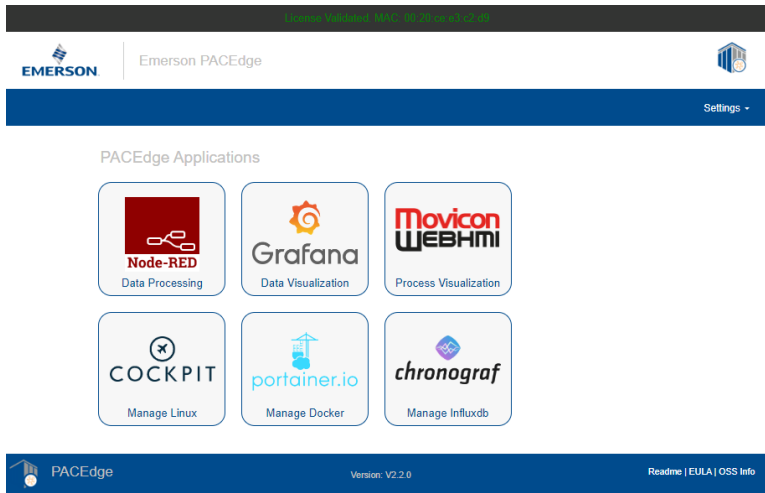 License Validated. MAC: 00:20:ce:e3:c2:d9
EMERSON.
Emerson PACEdge
Settings
PACEdge Applications
Node-RED
Data Processing
Grafana
Data Visualization
Movicon
WEBHMI
Process Visualization
COCKPIT
Manage Linux
portainer.io
Manage Docker
chronograf
Manage Influxdb
PACEdge
Version: V2.2.0
Readme | EULA | OSS Info